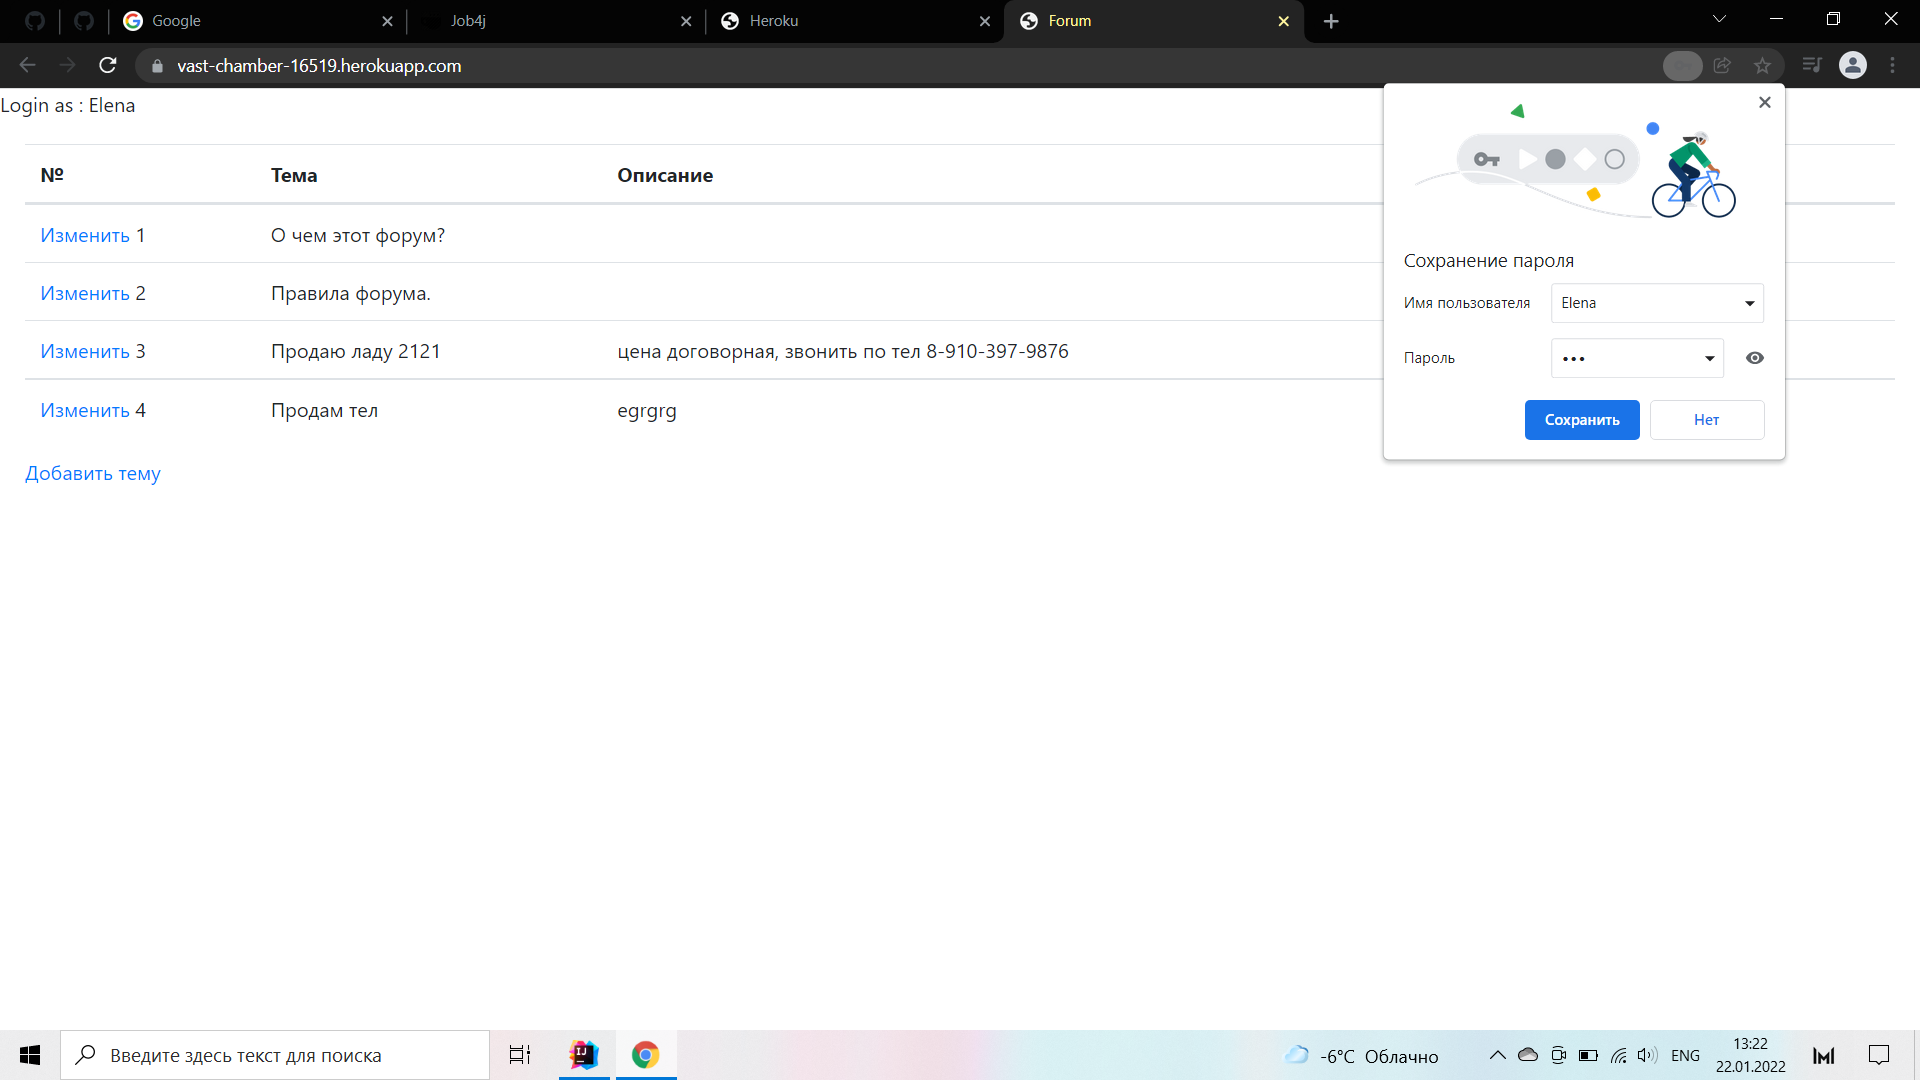 Google
Job4j
Heroku
Forum
vast-chamber-16519.herokuapp.com
Login as : Elena
№ Тема Описание
Изменить 1 О чем этот форум?
Изменить 2 Правила форума.
Изменить 3 Продаю ладу 2121 цена договорная, звонить по тел 8-910-397-9876
Изменить 4 Продам тел egrgrg
Добавить тему
Сохранение пароля
Имя пользователя Elena
Пароль •••
Сохранить Нет
Введите здесь текст для поиска
-6°C Облачно
ENG
13:22
22.01.2022